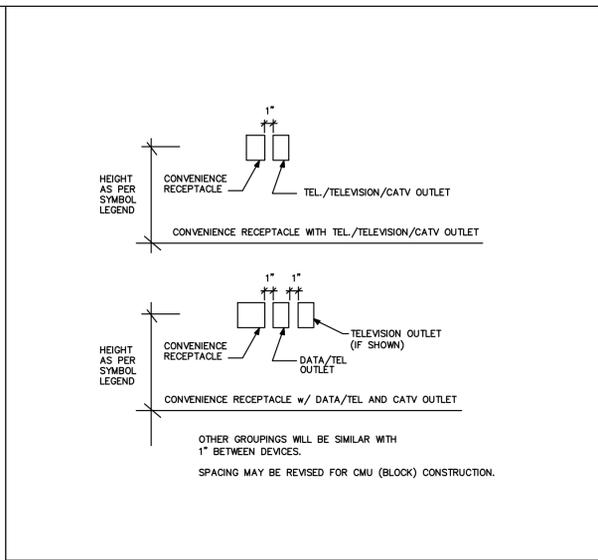 1"
HEIGHT
AS PER
SYMBOL
LEGEND
CONVENIENCE
RECEPTACLE
TEL./TELEVISION/CATV OUTLET
CONVENIENCE RECEPTACLE WITH TEL./TELEVISION/CATV OUTLET
1" 1"
HEIGHT
AS PER
SYMBOL
LEGEND
CONVENIENCE
RECEPTACLE
TELEVISION OUTLET
(IF SHOWN)
DATA/TEL
OUTLET
CONVENIENCE RECEPTACLE w/ DATA/TEL AND CATV OUTLET
OTHER GROUPINGS WILL BE SIMILAR WITH
1" BETWEEN DEVICES.
SPACING MAY BE REVISED FOR CMU (BLOCK) CONSTRUCTION.